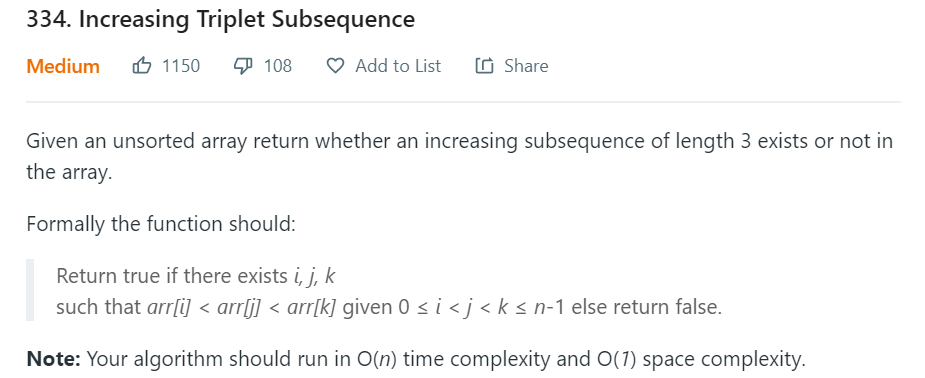 334. Increasing Triplet Subsequence
Medium 1150 108 Add to List Share
Given an unsorted array return whether an increasing subsequence of length 3 exists or not in
the array.
Formally the function should:
Return true if there exists i, j, k
such that arr[i] < arr[j] < arr[k] given 0 ≤ i < j < k ≤ n-1 else return false.
Note: Your algorithm should run in O(n) time complexity and O(1) space complexity.